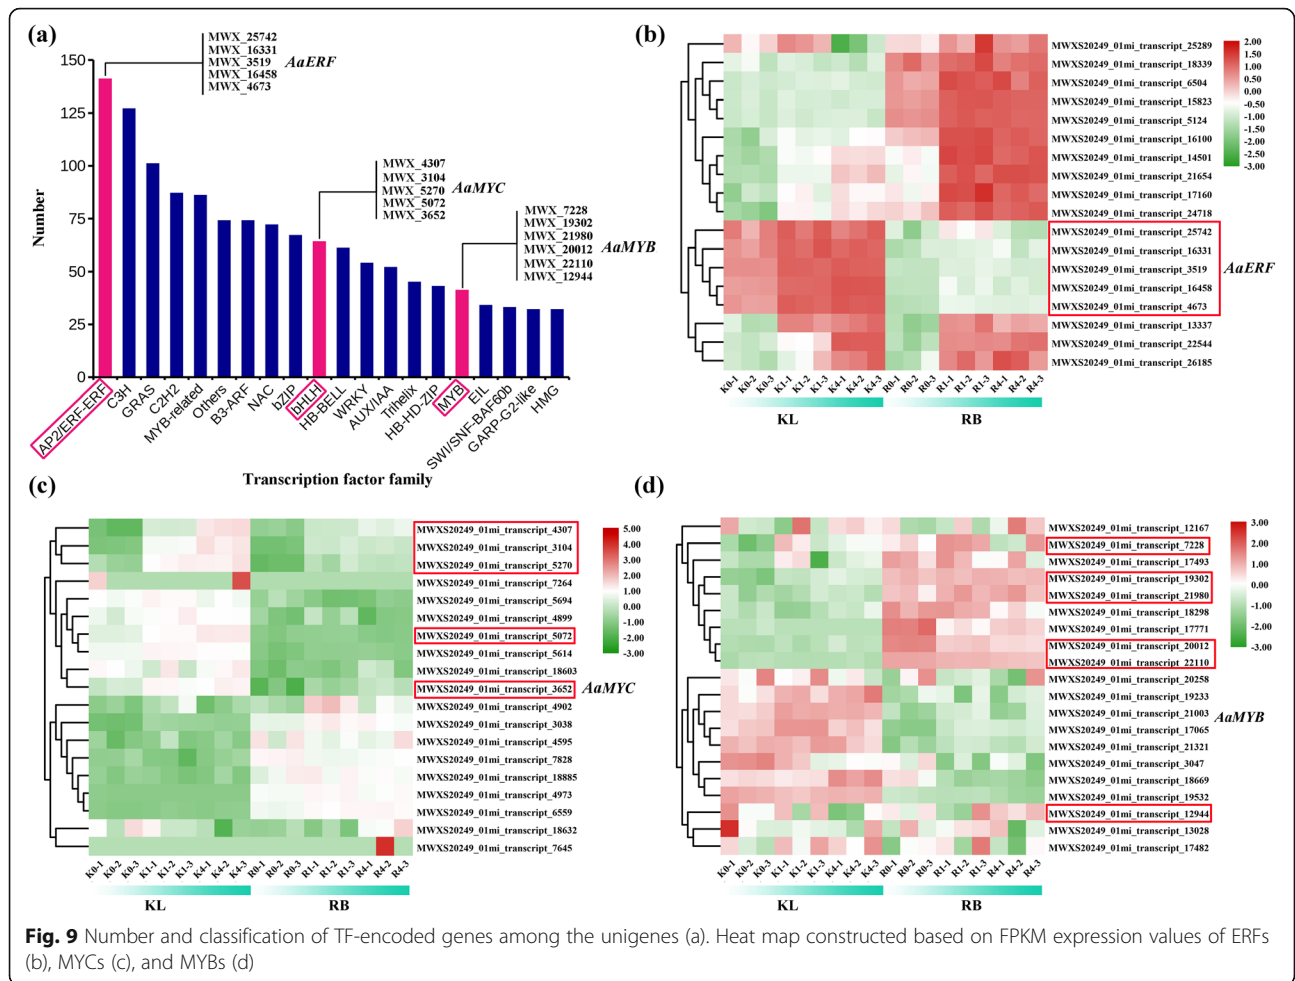 (a)
MWX_25742
MWX_16331
MWX_3519
MWX_16458
MWX_4673
AaERF
MWX_4307
MWX_3104
MWX_5270
MWX_5072
MWX_3652
AaMYC
MWX_7228
MWX_19302
MWX_21980
MWX_20012
MWX_22110
MWX_12944
AaMYB
Number
150
125
100
75
50
25
0
AP2/ERF-ERF
C3H
GRAS
C2H2
MYB-related
Others
B3-ARF
NAC
bZIP
bHLH
HB-BELL
WRKY
AUX/IAA
Trihelix
HB-HD-ZIP
MYB
EIL
SWI/SNF-BAF60b
GARP-G2-like
HMG
Transcription factor family
(b)
MWXS20249_01mi_transcript_25289
MWXS20249_01mi_transcript_18339
MWXS20249_01mi_transcript_6504
MWXS20249_01mi_transcript_15823
MWXS20249_01mi_transcript_5124
MWXS20249_01mi_transcript_16100
MWXS20249_01mi_transcript_14501
MWXS20249_01mi_transcript_21654
MWXS20249_01mi_transcript_17160
MWXS20249_01mi_transcript_24718
MWXS20249_01mi_transcript_25742
MWXS20249_01mi_transcript_16331
MWXS20249_01mi_transcript_3519
MWXS20249_01mi_transcript_16458
MWXS20249_01mi_transcript_4673
MWXS20249_01mi_transcript_13337
MWXS20249_01mi_transcript_22544
MWXS20249_01mi_transcript_26185
AaERF
2.00
1.50
1.00
0.50
0.00
-0.50
-1.00
-1.50
-2.00
-2.50
-3.00
K0-1
K0-2
K0-3
K1-1
K1-2
K1-3
K4-1
K4-2
K4-3
R0-1
R0-2
R0-3
R1-1
R1-2
R1-3
R4-1
R4-2
R4-3
KL
RB
(c)
MWXS20249_01mi_transcript_4307
MWXS20249_01mi_transcript_3104
MWXS20249_01mi_transcript_5270
MWXS20249_01mi_transcript_7264
MWXS20249_01mi_transcript_5694
MWXS20249_01mi_transcript_4899
MWXS20249_01mi_transcript_5072
MWXS20249_01mi_transcript_5614
MWXS20249_01mi_transcript_18603
MWXS20249_01mi_transcript_3652
MWXS20249_01mi_transcript_4902
MWXS20249_01mi_transcript_3038
MWXS20249_01mi_transcript_4595
MWXS20249_01mi_transcript_7828
MWXS20249_01mi_transcript_18885
MWXS20249_01mi_transcript_4973
MWXS20249_01mi_transcript_6559
MWXS20249_01mi_transcript_18632
MWXS20249_01mi_transcript_7645
AaMYC
5.00
4.00
3.00
2.00
1.00
0.00
-1.00
-2.00
-3.00
K0-1
K0-2
K0-3
K1-1
K1-2
K1-3
K4-1
K4-2
K4-3
R0-1
R0-2
R0-3
R1-1
R1-2
R1-3
R4-1
R4-2
R4-3
KL
RB
(d)
MWXS20249_01mi_transcript_12167
MWXS20249_01mi_transcript_7228
MWXS20249_01mi_transcript_17493
MWXS20249_01mi_transcript_19302
MWXS20249_01mi_transcript_21980
MWXS20249_01mi_transcript_18298
MWXS20249_01mi_transcript_17771
MWXS20249_01mi_transcript_20012
MWXS20249_01mi_transcript_22110
MWXS20249_01mi_transcript_20258
MWXS20249_01mi_transcript_19233
MWXS20249_01mi_transcript_21003
MWXS20249_01mi_transcript_17065
MWXS20249_01mi_transcript_21321
MWXS20249_01mi_transcript_3047
MWXS20249_01mi_transcript_18669
MWXS20249_01mi_transcript_19532
MWXS20249_01mi_transcript_12944
MWXS20249_01mi_transcript_13028
MWXS20249_01mi_transcript_17482
AaMYB
3.00
2.00
1.00
0.00
-1.00
-2.00
-3.00
K0-1
K0-2
K0-3
K1-1
K1-2
K1-3
K4-1
K4-2
K4-3
R0-1
R0-2
R0-3
R1-1
R1-2
R1-3
R4-1
R4-2
R4-3
KL
RB
Fig. 9 Number and classification of TF-encoded genes among the unigenes (a). Heat map constructed based on FPKM expression values of ERFs
(b), MYCs (c), and MYBs (d)